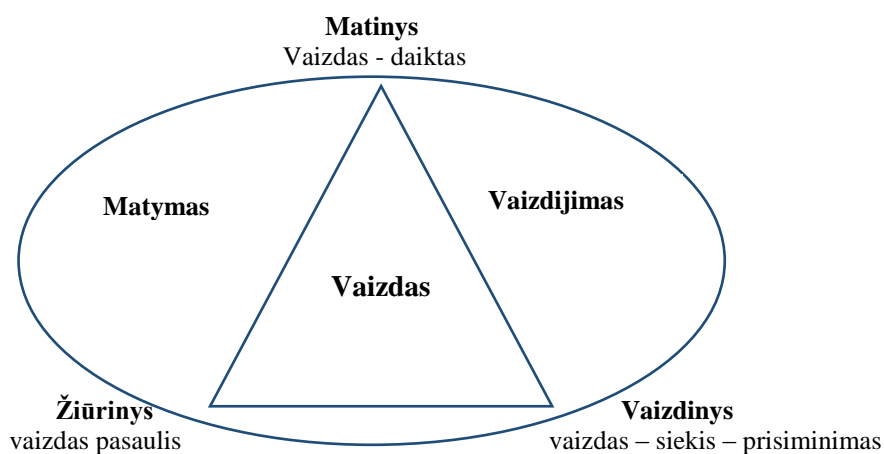 Matinys
Vaizdas - daiktas
Matymas
Vaizdijimas
Vaizdas
Žiūrinys
vaizdas pasaulis
Vaizdinys
vaizdas – siekis – prisiminimas